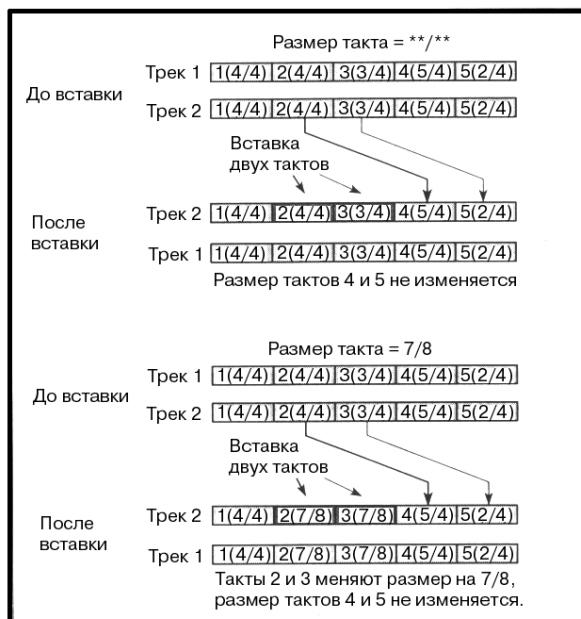 Размер такта = **/**
Трек 1 1(4/4) 2(4/4) 3(3/4) 4(5/4) 5(2/4)
До вставки
Трек 2 1(4/4) 2(4/4) 3(3/4) 4(5/4) 5(2/4)
Вставка
двух тактов
После
вставки
Трек 2 1(4/4) 2(4/4) 3(3/4) 4(5/4) 5(2/4)
Трек 1 1(4/4) 2(4/4) 3(3/4) 4(5/4) 5(2/4)
Размер тактов 4 и 5 не изменяется
Размер такта = 7/8
Трек 1 1(4/4) 2(4/4) 3(3/4) 4(5/4) 5(2/4)
До вставки
Трек 2 1(4/4) 2(4/4) 3(3/4) 4(5/4) 5(2/4)
Вставка
двух тактов
После
вставки
Трек 2 1(4/4) 2(7/8) 3(7/8) 4(5/4) 5(2/4)
Трек 1 1(4/4) 2(7/8) 3(7/8) 4(5/4) 5(2/4)
Такты 2 и 3 меняют размер на 7/8,
размер тактов 4 и 5 не изменяется.